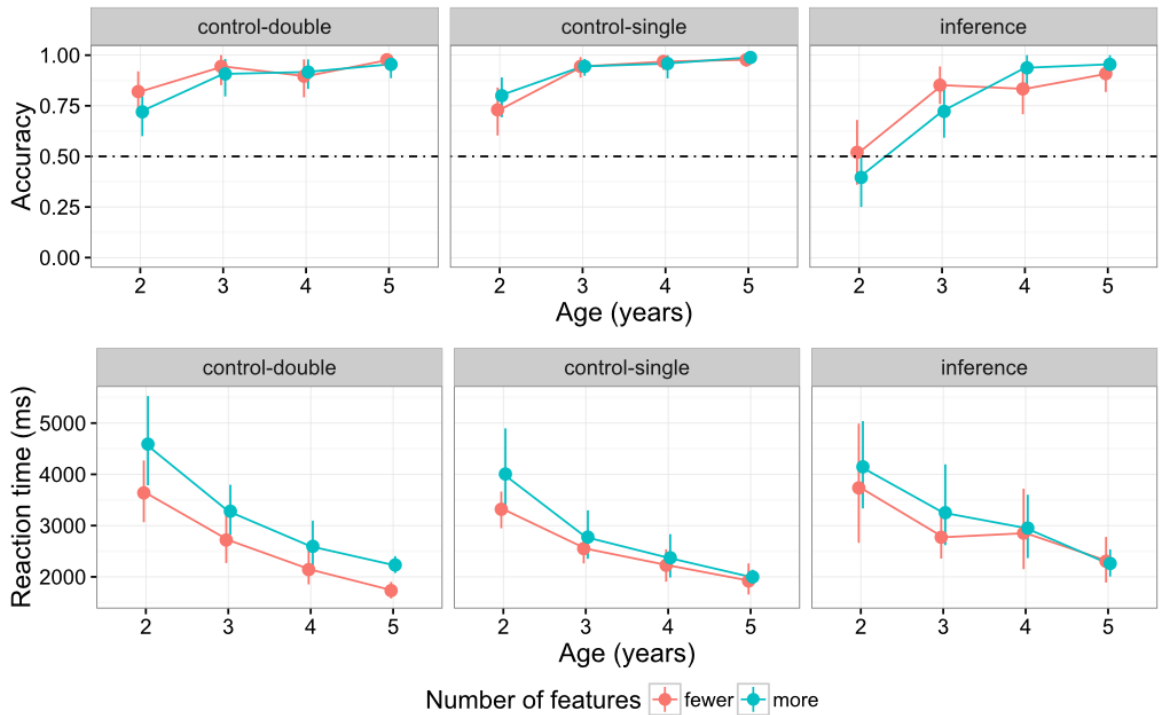 control-double control-single inference
Accuracy
1.00
0.75
0.50
0.25
0.00
2 3 4 5 2 3 4 5 2 3 4 5
Age (years)
control-double control-single inference
Reaction time (ms)
5000
4000
3000
2000
2 3 4 5 2 3 4 5 2 3 4 5
Age (years)
Number of features fewer more